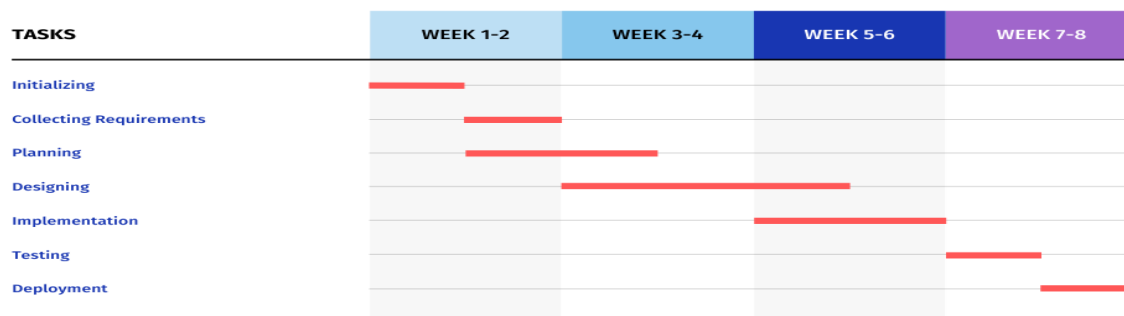 TASKS WEEK 1-2 WEEK 3-4 WEEK 5-6 WEEK 7-8
Initializing
Collecting Requirements
Planning
Designing
Implementation
Testing
Deployment